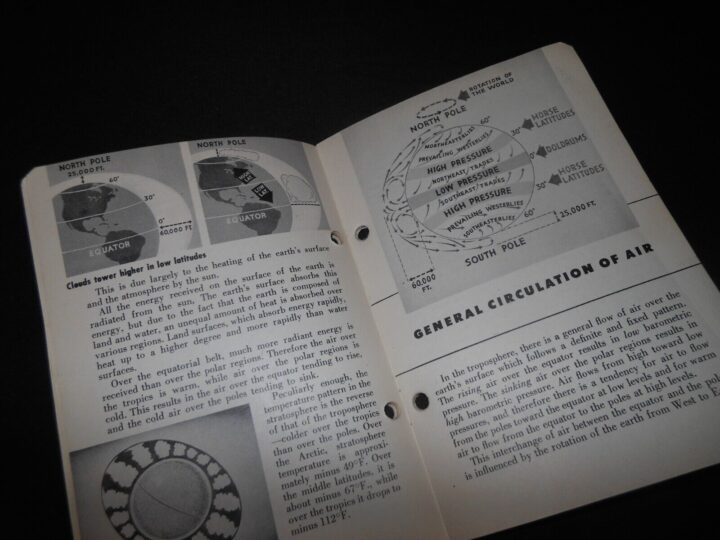 NORTH POLE
25,000 FT.
60°
30°
0°
60,000 FT.
EQUATOR
NORTH POLE
HIGH
LAT
LOW
LAT
EQUATOR
Clouds tower higher in low latitudes
This is due largely to the heating of the earth's surface
and the atmosphere by the sun.
All the energy received on the surface of the earth is
radiated from the sun. The earth's surface absorbs this
energy, but due to the fact that the earth is composed of
land and water, an unequal amount of heat is absorbed over
various regions. Land surfaces, which absorb energy rapidly,
heat up to a higher degree and more rapidly than water
surfaces.
Over the equatorial belt, much more radiant energy is
received than over the polar regions. Therefore the air over
the tropics is warm, while air over the polar regions is
cold. This results in the air over the equator tending to rise,
and the cold air over the poles tending to sink.
Peculiarly enough, the
temperature pattern in the
stratosphere is the reverse
of that of the troposphere
—colder over the tropics
than over the poles. Over
the Arctic, stratosphere
temperature is approxi-
mately minus 49°F. Over
the middle latitudes, it is
about minus 67°F., while
over the tropics it drops to
minus 112°F.
ROTATION OF
THE WORLD
NORTH POLE
60°
NORTHEASTERLIES
PREVAILING WESTERLIES
30°
HORSE
LATITUDES
HIGH PRESSURE
NORTHEAST TRADES
LOW PRESSURE
0°
DOLDRUMS
SOUTHEAST TRADES
HIGH PRESSURE
30°
HORSE
LATITUDES
PREVAILING WESTERLIES
SOUTHEASTERLIES
60°
25,000 FT.
SOUTH POLE
60,000
FT.
GENERAL CIRCULATION OF AIR
In the troposphere, there is a general flow of air over the
earth's surface which follows a definite and fixed pattern.
The rising air over the equator results in low barometric
pressure. The sinking air over the polar regions results in
high barometric pressure. Air flows from high toward low
pressures, and therefore there is a tendency for air to flow
from the poles toward the equator at low levels and for warm
air to flow from the equator to the poles at high levels.
This interchange of air between the equator and the
is influenced by the rotation of the earth from West to